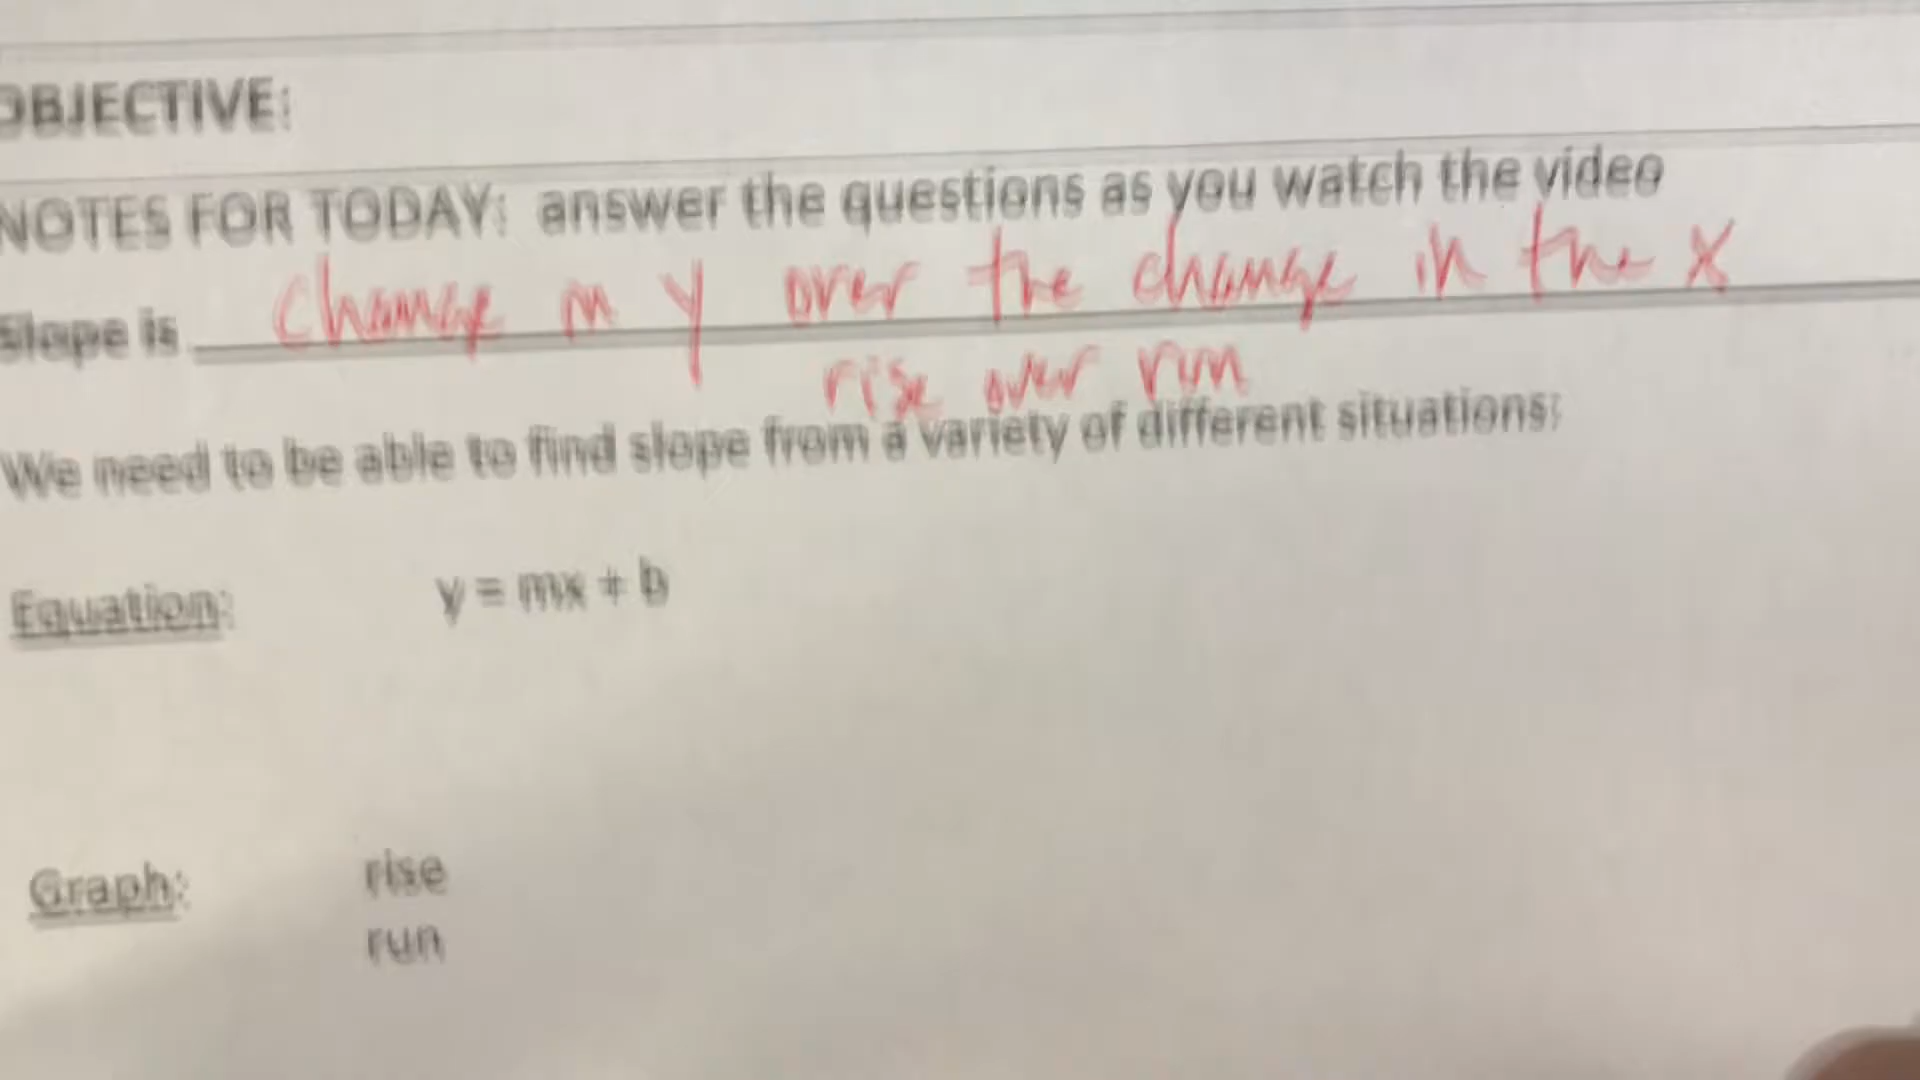 OBJECTIVE:
NOTES FOR TODAY: answer the questions as you watch the video
Slope is change in y over the change in the x
rise over run
We need to be able to find slope from a variety of different situations:
Equation: y = mx + b
Graph: rise
run